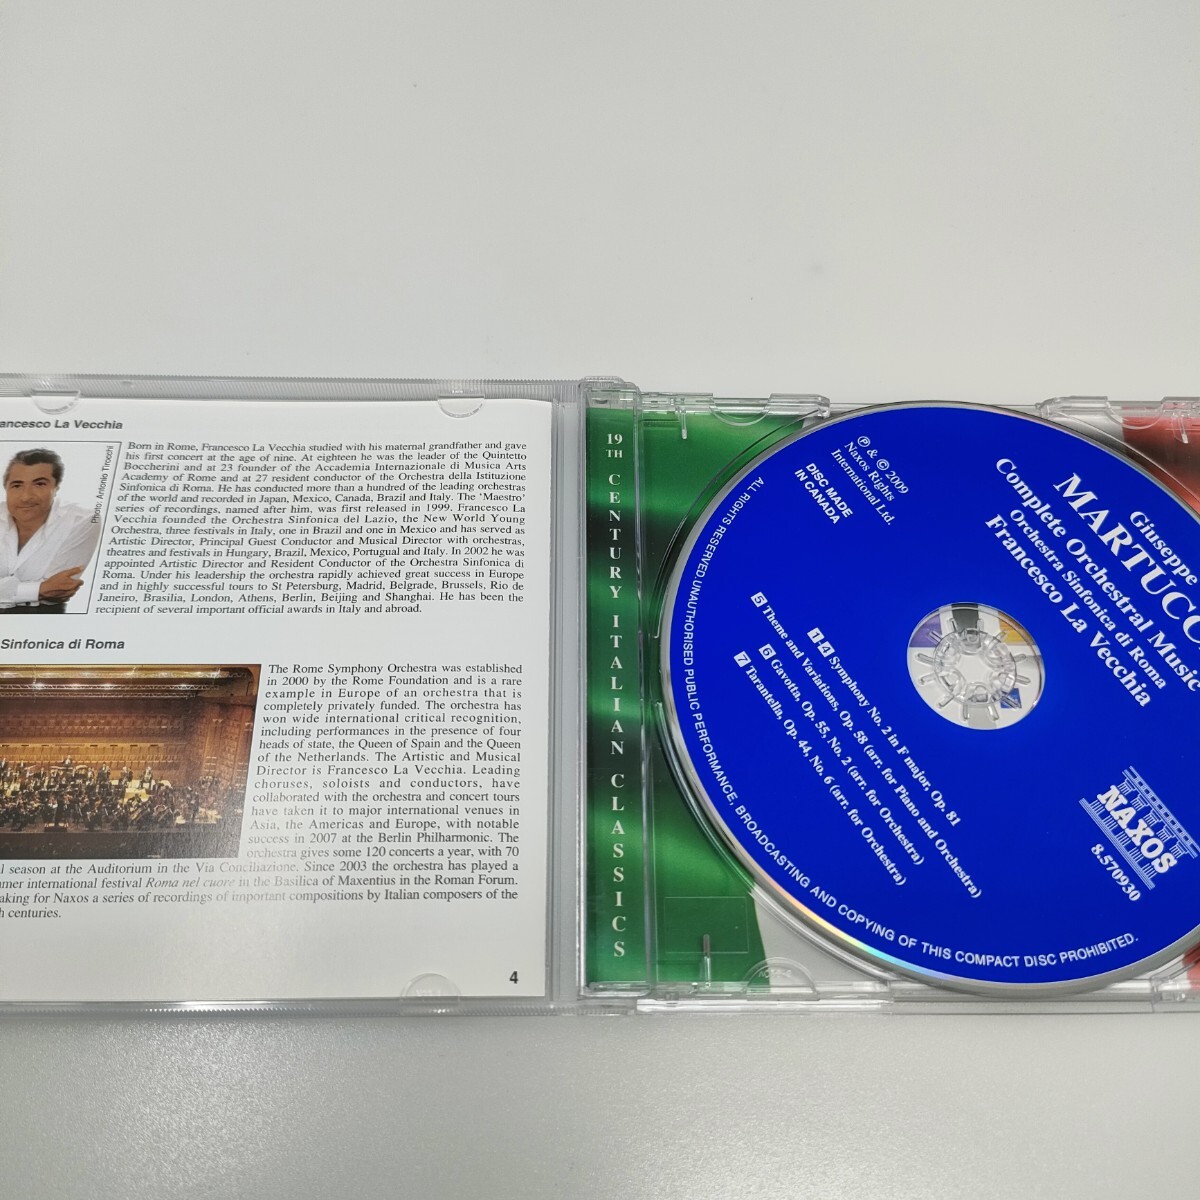 ancesco La Vecchia
Photo: Antonio Tirocchi
Born in Rome, Francesco La Vecchia studied with his maternal grandfather and gave
his first concert at the age of nine. At eighteen he was the leader of the Quintetto
Boccherini and at 23 founder of the Accademia Internazionale di Musica Arts
Academy of Rome and at 27 resident conductor of the Orchestra della Istituzione
Sinfonica di Roma. He has conducted more than a hundred of the leading orchestras
of the world and recorded in Japan, Mexico, Canada, Brazil and Italy. The 'Maestro'
series of recordings, named after him, was first released in 1999. Francesco La
Vecchia founded the Orchestra Sinfonica del Lazio, the New World Young
Orchestra, three festivals in Italy, one in Brazil and one in Mexico and has served as
Artistic Director, Principal Guest Conductor and Musical Director with orchestras,
theatres and festivals in Hungary, Brazil, Mexico, Portugual and Italy. In 2002 he was
appointed Artistic Director and Resident Conductor of the Orchestra Sinfonica di
Roma. Under his leadership the orchestra rapidly achieved great success in Europe
and in highly successful tours to St Petersburg, Madrid, Belgrade, Brussels, Rio de
Janeiro, Brasilia, London, Athens, Berlin, Beijing and Shanghai. He has been the
recipient of several important official awards in Italy and abroad.
Sinfonica di Roma
The Rome Symphony Orchestra was established
in 2000 by the Rome Foundation and is a rare
example in Europe of an orchestra that is
completely privately funded. The orchestra has
won wide international critical recognition,
including performances in the presence of four
heads of state, the Queen of Spain and the Queen
of the Netherlands. The Artistic and Musical
Director is Francesco La Vecchia. Leading
choruses, soloists and conductors, have
collaborated with the orchestra and concert tours
have taken it to major international venues in
Asia, the Americas and Europe, with notable
success in 2007 at the Berlin Philharmonic. The
orchestra gives some 120 concerts a year, with 70
l season at the Auditorium in the Via Conciliazione. Since 2003 the orchestra has played a
mer international festival Roma nel cuore in the Basilica of Maxentius in the Roman Forum.
aking for Naxos a series of recordings of important compositions by Italian composers of the
h centuries.
4
19TH CENTURY ITALIAN CLASSICS
℗ & © 2009
Naxos Rights
International Ltd.
DISC MADE
IN CANADA
Giuseppe
MARTUCC
Complete Orchestral Music
Orchestra Sinfonica di Roma
Francesco La Vecchia
1-4 Symphony No. 2 in F major, Op. 81
5 Theme and Variations, Op. 58 (arr. for Piano and Orchestra)
6 Gavotta, Op. 55, No. 2 (arr. for Orchestra)
7 Tarantella, Op. 44, No. 6 (arr. for Orchestra)
NAXOS
8.570930
ALL RIGHTS RESERVED. UNAUTHORISED PUBLIC PERFORMANCE, BROADCASTING AND COPYING OF THIS COMPACT DISC PROHIBITED.